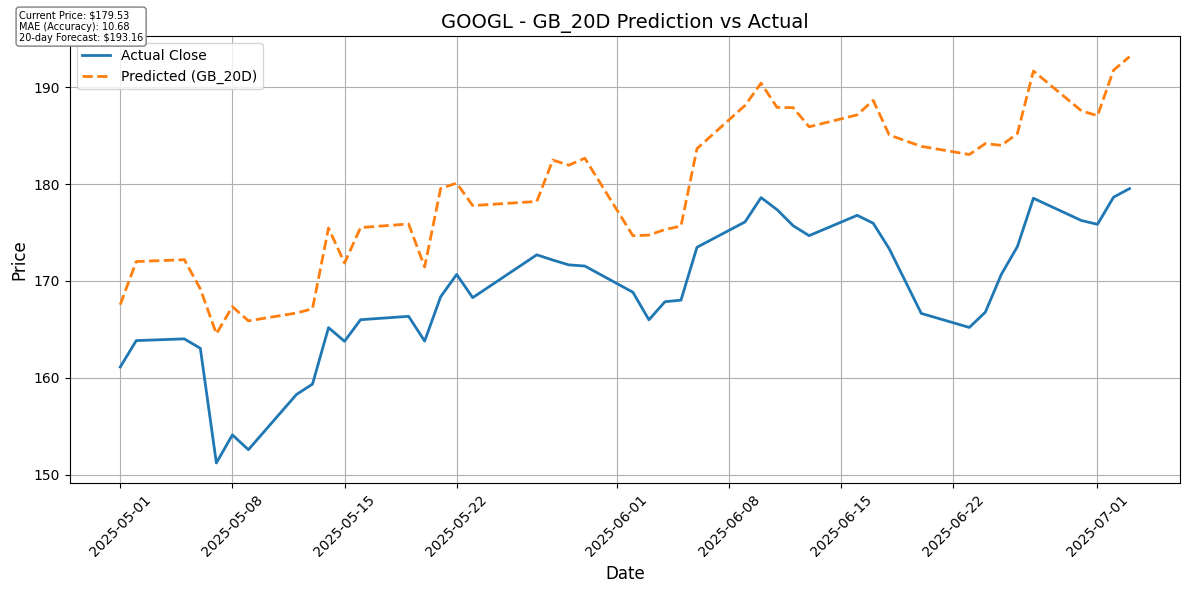 GOOGL - GB_20D Prediction vs Actual
Current Price: $179.53
MAE (Accuracy): 10.68
20-day Forecast: $193.16
Actual Close
Predicted (GB_20D)
Price
190
180
170
160
150
2025-05-01
2025-05-08
2025-05-15
2025-05-22
2025-06-01
2025-06-08
2025-06-15
2025-06-22
2025-07-01
Date